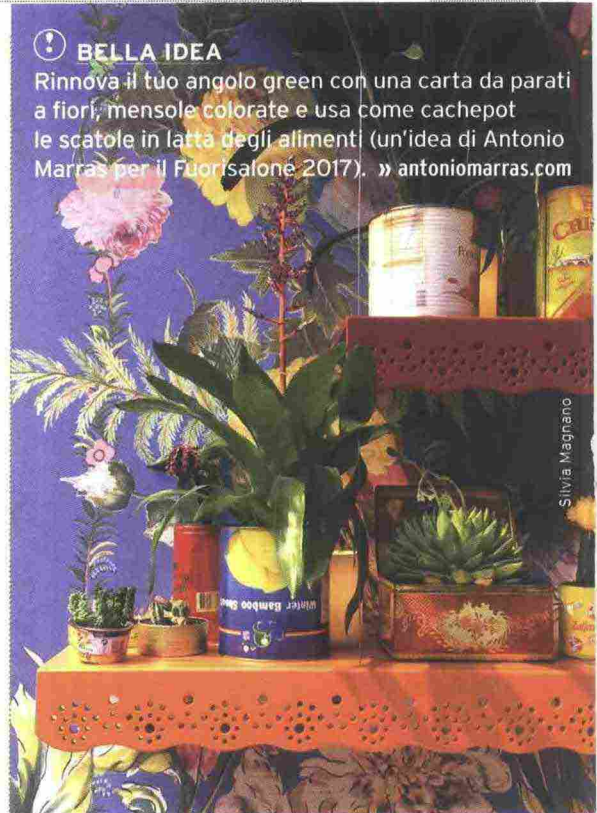 BELLA IDEA
Rinnova il tuo angolo green con una carta da parati
a fiori, mensole colorate e usa come cachepot
le scatole in latta degli alimenti (un'idea di Antonio
Marras per il Fuorisalone 2017). » antoniomarras.com
Silvia Magnano
Winter Bamboo Shoot